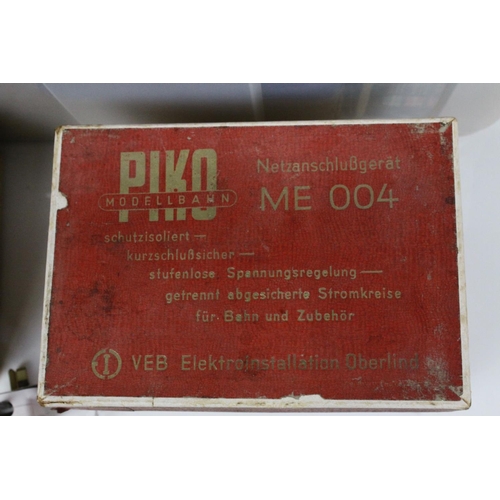 PIKO
MODELLBAHN
Netzanschlußgerät
ME 004
schutzisoliert —
kurzschlußsicher —
stufenlose Spannungsregelung —
getrennt abgesicherte Stromkreise
für Bahn und Zubehör
VEB Elektroinstallation Oberlind